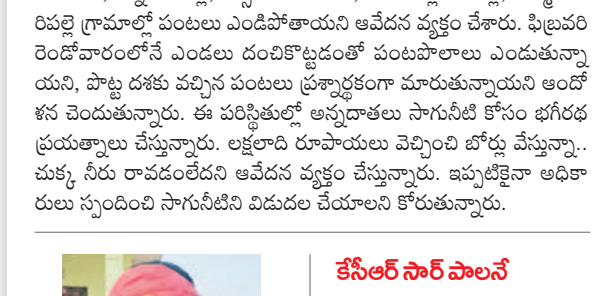 రిపల్లె గ్రామాల్లో పంటలు ఎండిపోతాయని ఆవేదన వ్యక్తం చేశారు. ఫిబ్రవరి
రెండోవారంలోనే ఎండలు దంచికొట్టడంతో పంటపొలాలు ఎండుతున్నా
యని, పొట్ట దశకు వచ్చిన పంటలు ప్రశ్నార్థకంగా మారుతున్నాయని ఆందో
ళన చెందుతున్నారు. ఈ పరిస్థితుల్లో అన్నదాతలు సాగునీటి కోసం భగీరథ
ప్రయత్నాలు చేస్తున్నారు. లక్షలాది రూపాయలు వెచ్చించి బోర్లు వేస్తున్నా..
చుక్క నీరు రావడంలేదని ఆవేదన వ్యక్తం చేస్తున్నారు. ఇప్పటికైనా అధికా
రులు స్పందించి సాగునీటిని విడుదల చేయాలని కోరుతున్నారు.
కేసీఆర్ సార్ పాలనే